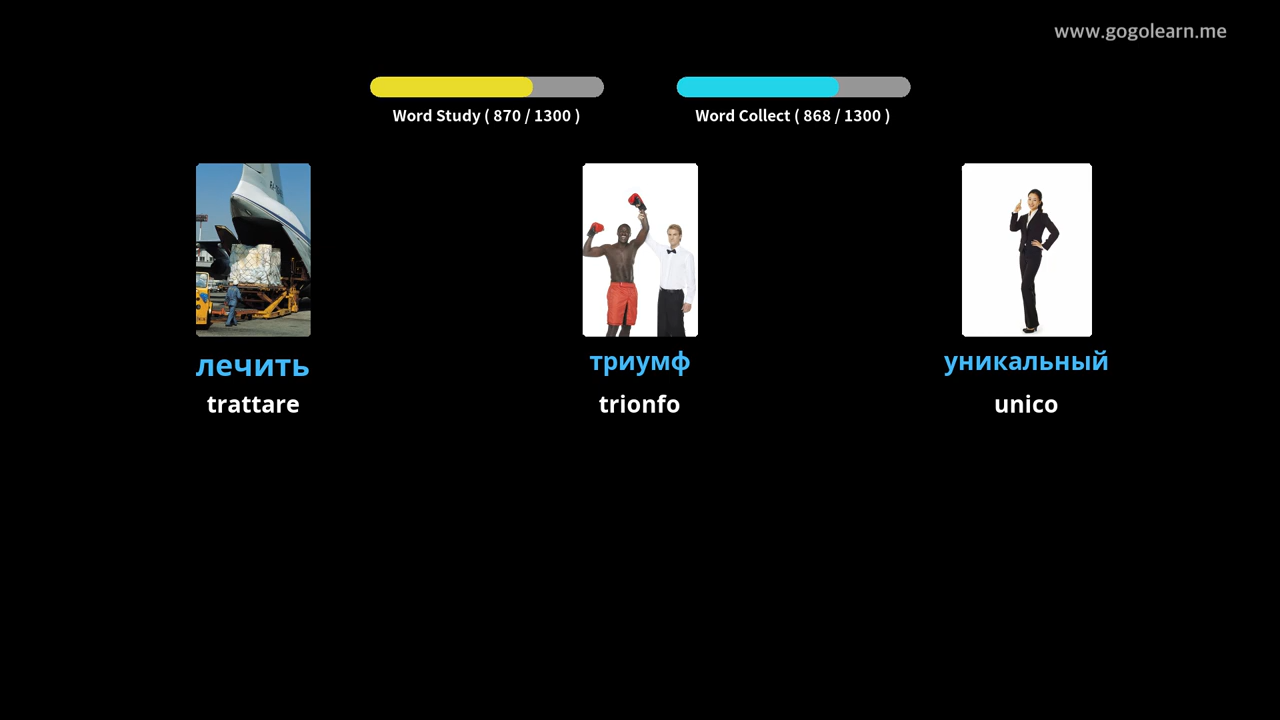 www.gogolearn.me
Word Study ( 870 / 1300 )
Word Collect ( 868 / 1300 )
лечить
триумф
уникальный
trattare
trionfo
unico